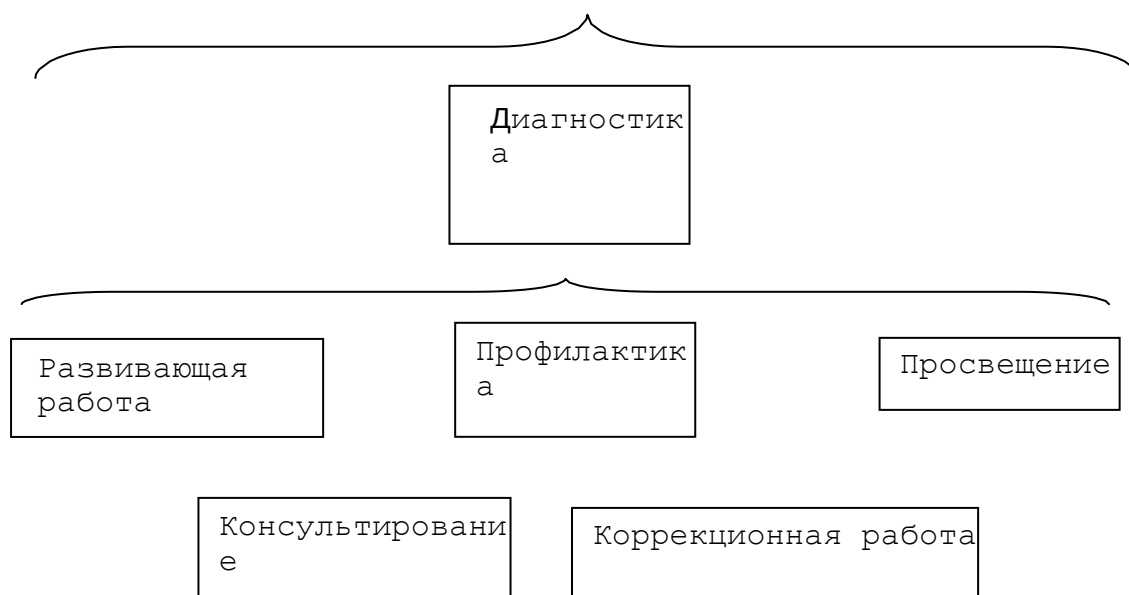 Диагностик
а
Развивающая
работа
Профилактик
а
Просвещение
Консультировани
е
Коррекционная работа